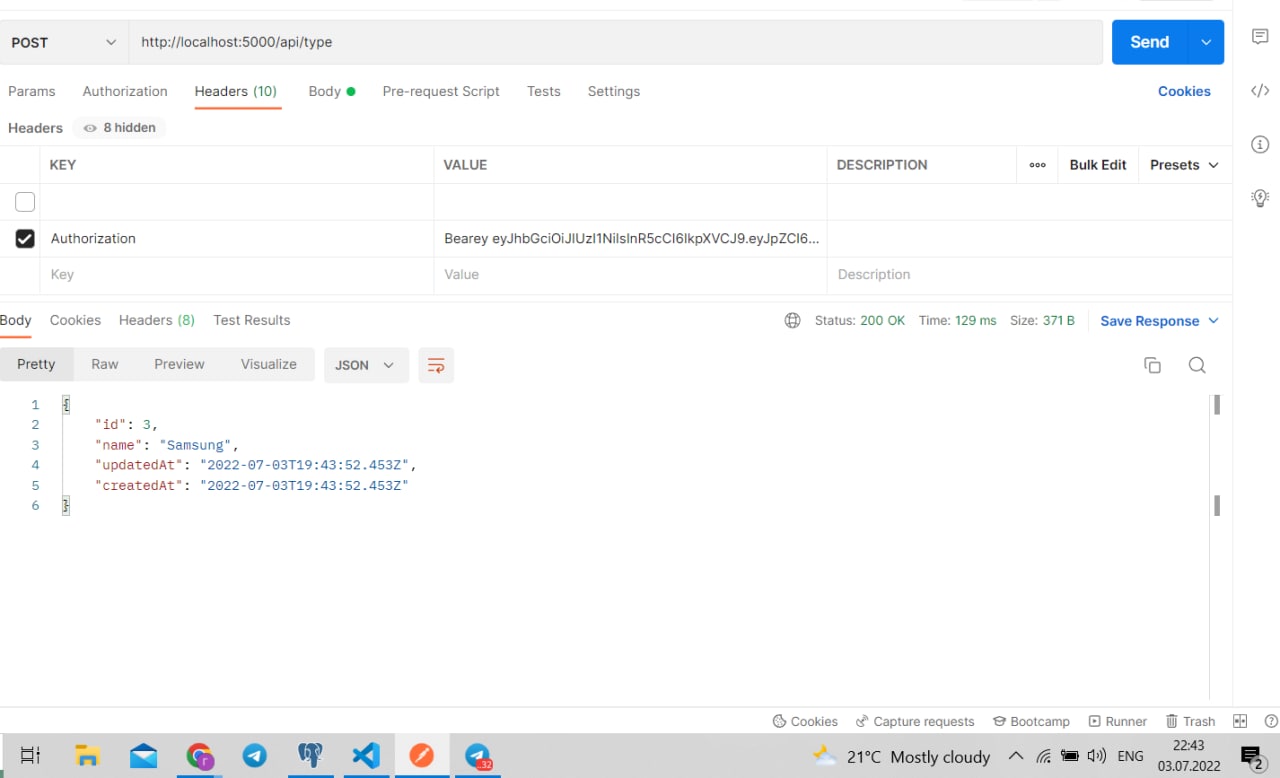 POST http://localhost:5000/api/type Send
Params Authorization Headers (10) Body Pre-request Script Tests Settings Cookies
Headers 8 hidden
KEY VALUE DESCRIPTION ooo Bulk Edit Presets
Authorization Bearey eyJhbGciOiJIUzI1NiIsInR5cCI6IkpXVCJ9.eyJpZCI6...
Key Value Description
Body Cookies Headers (8) Test Results Status: 200 OK Time: 129 ms Size: 371 B Save Response
Pretty Raw Preview Visualize JSON
1 {
2 "id": 3,
3 "name": "Samsung",
4 "updatedAt": "2022-07-03T19:43:52.453Z",
5 "createdAt": "2022-07-03T19:43:52.453Z"
6 }
Cookies Capture requests Bootcamp Runner Trash
r 32 21°C Mostly cloudy ENG 22:43
03.07.2022 2